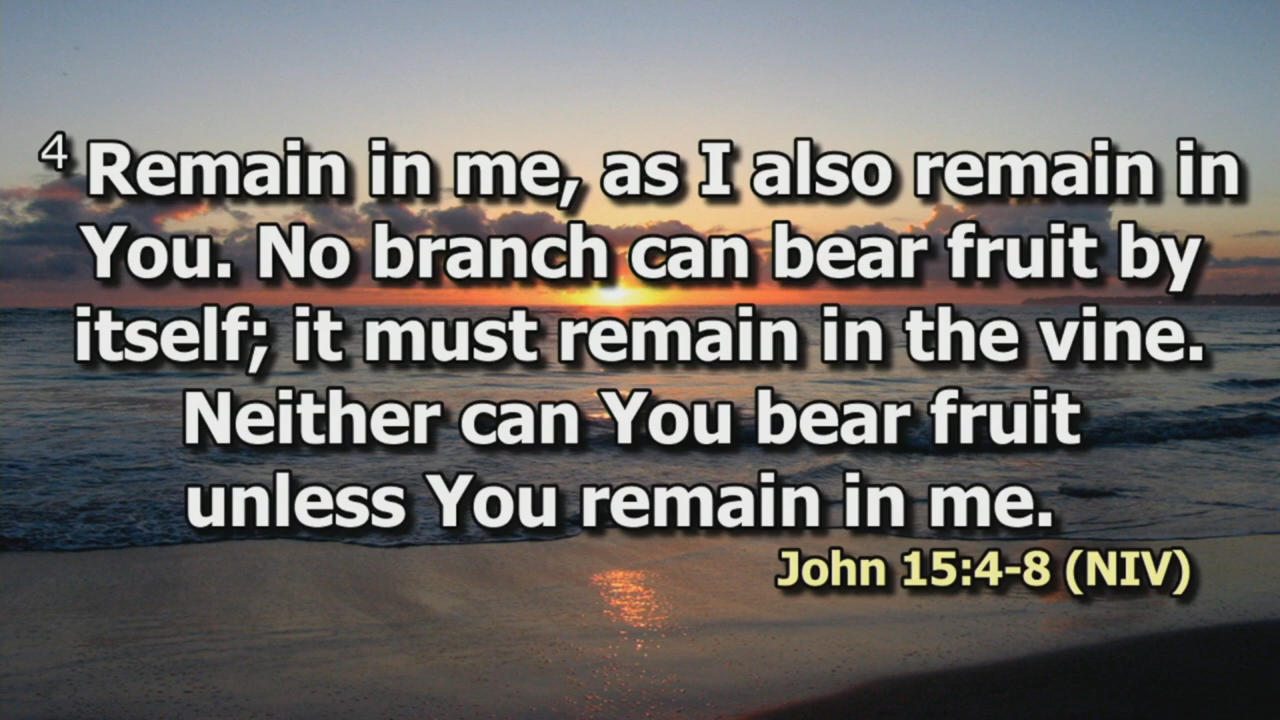 4 Remain in me, as I also remain in
You. No branch can bear fruit by
itself; it must remain in the vine.
Neither can You bear fruit
unless You remain in me.
John 15:4-8 (NIV)